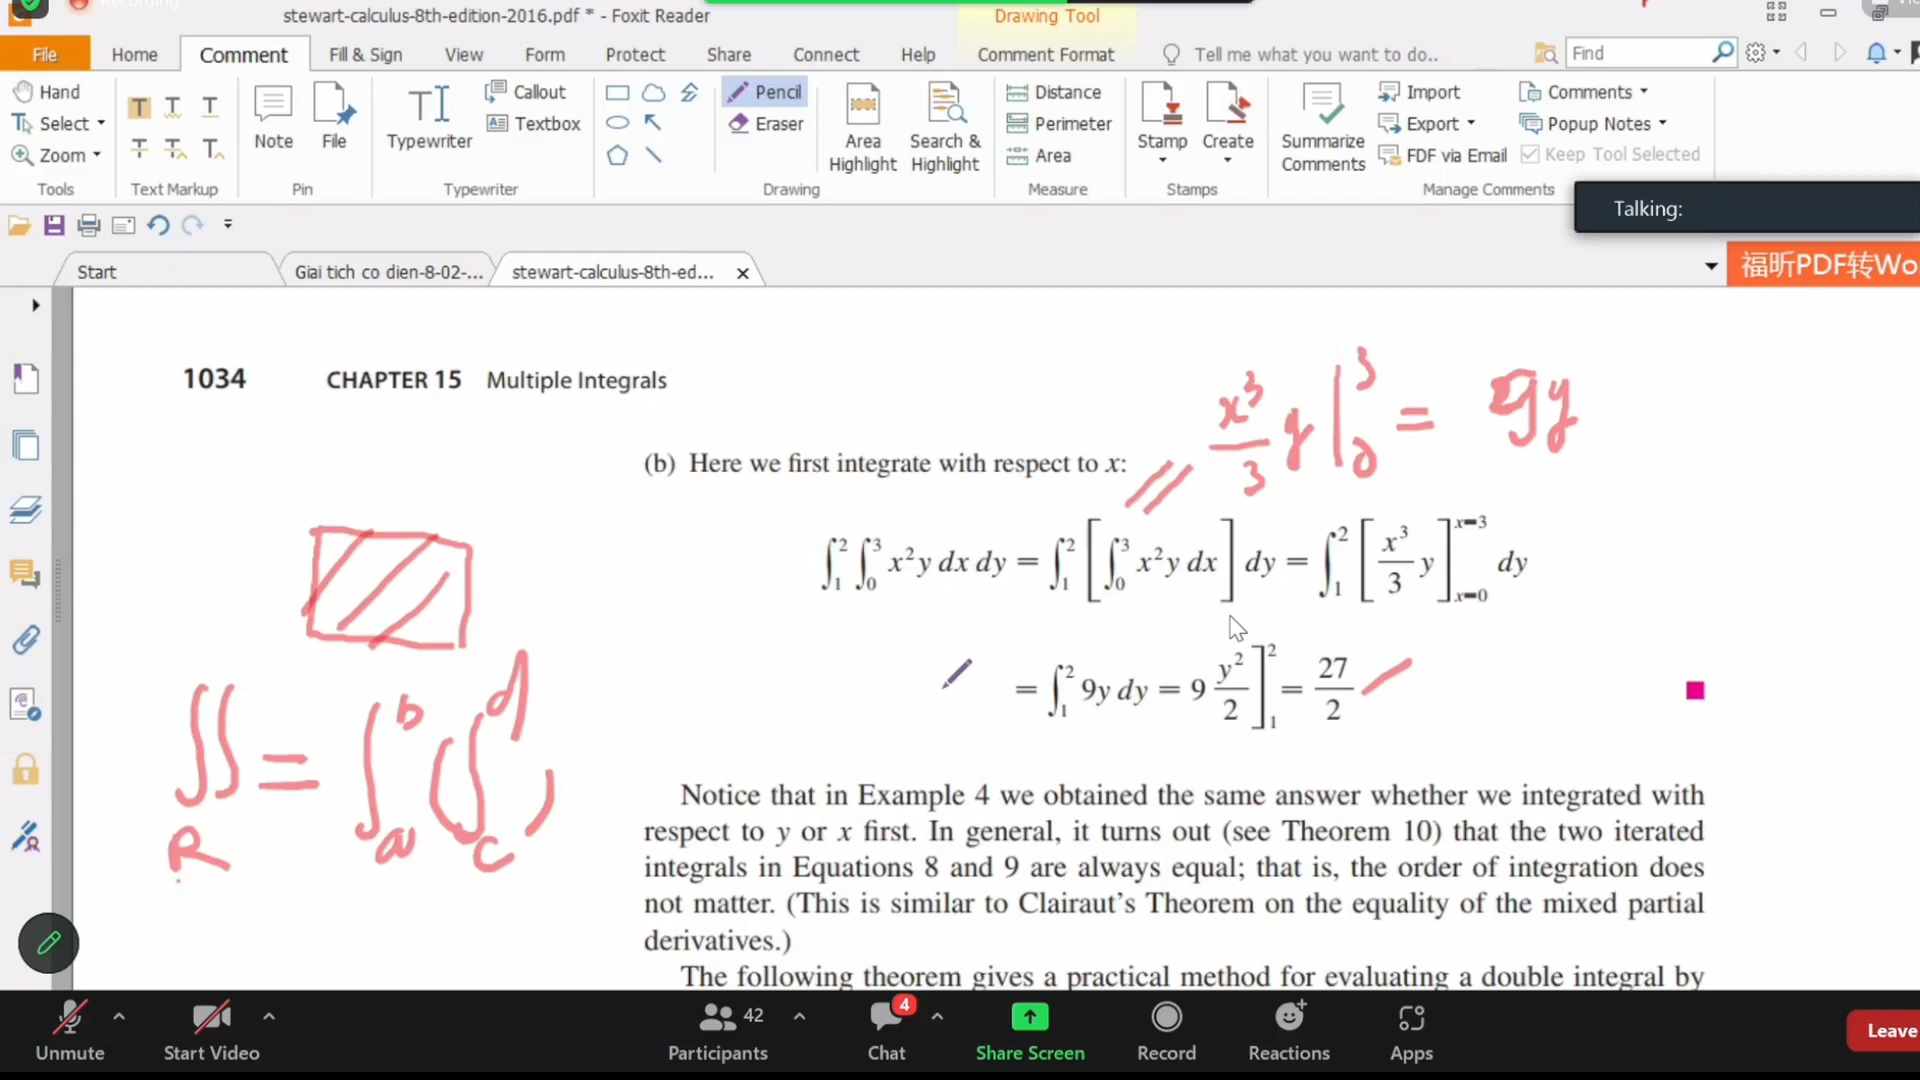 Recording
stewart-calculus-8th-edition-2016.pdf * - Foxit Reader
Drawing Tool
File Home Comment Fill & Sign View Form Protect Share Connect Help Comment Format Tell me what you want to do.. Find
Hand
Select
Zoom
Tools
Text Markup
Note
File
Pin
Typewriter
Callout
Textbox
Typewriter
Pencil
Eraser
Area Highlight
Search & Highlight
Drawing
Distance
Perimeter
Area
Measure
Stamp
Create
Stamps
Summarize Comments
Import
Export
FDF via Email
Comments
Popup Notes
Keep Tool Selected
Manage Comments
Talking:
Start
Giai tich co dien-8-02-...
stewart-calculus-8th-ed...
福昕PDF转Wo
1034 CHAPTER 15 Multiple Integrals
x³/3 y |₀³ = 9y
(b) Here we first integrate with respect to x:
∫₁² ∫₀³ x²y dx dy = ∫₁² [∫₀³ x²y dx] dy = ∫₁² [x³/3 y]ₓ₌₀ˣ⁼³ dy
= ∫₁² 9y dy = 9 y²/2]₁² = 27/2
∬R = ∫ₐᵇ (∫cᵈ )
Notice that in Example 4 we obtained the same answer whether we integrated with
respect to y or x first. In general, it turns out (see Theorem 10) that the two iterated
integrals in Equations 8 and 9 are always equal; that is, the order of integration does
not matter. (This is similar to Clairaut's Theorem on the equality of the mixed partial
derivatives.)
The following theorem gives a practical method for evaluating a double integral by
Unmute
Start Video
42
Participants
4
Chat
Share Screen
Record
Reactions
Apps
Leave